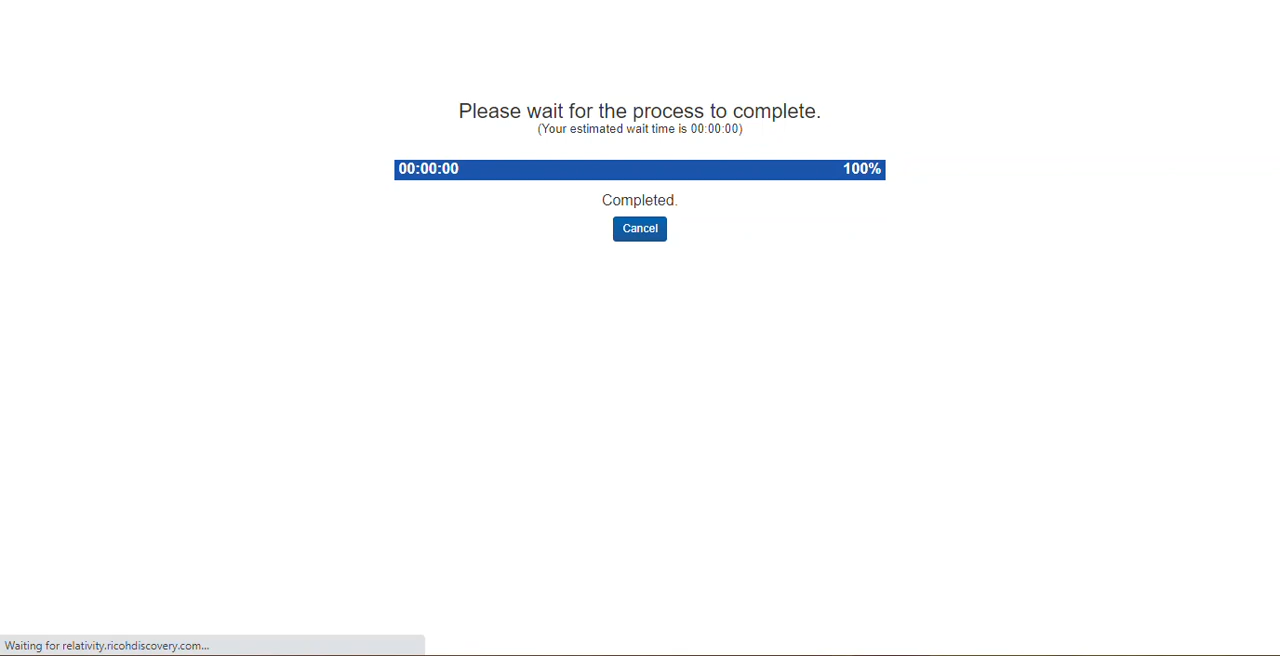 Please wait for the process to complete.
(Your estimated wait time is 00:00:00)
00:00:00 100%
Completed.
Cancel
Waiting for relativity.ricohdiscovery.com...